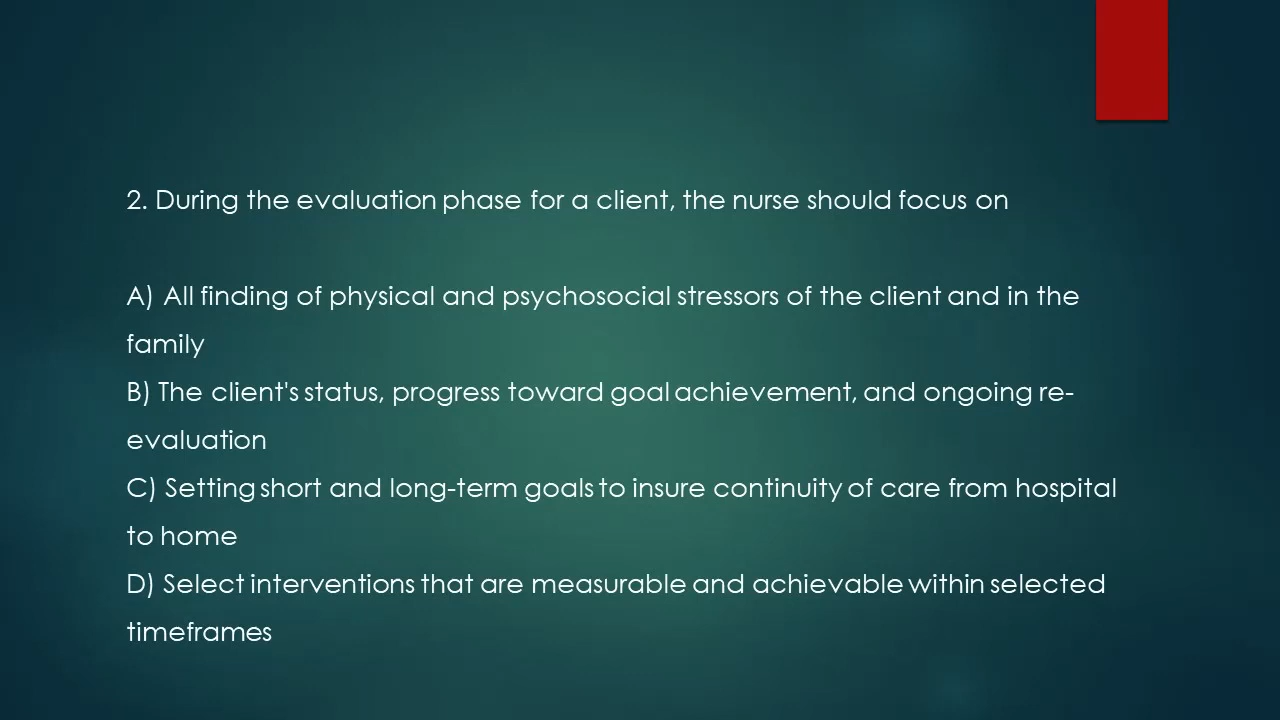 2. During the evaluation phase for a client, the nurse should focus on
A) All finding of physical and psychosocial stressors of the client and in the
family
B) The client's status, progress toward goal achievement, and ongoing re-
evaluation
C) Setting short and long-term goals to insure continuity of care from hospital
to home
D) Select interventions that are measurable and achievable within selected
timeframes